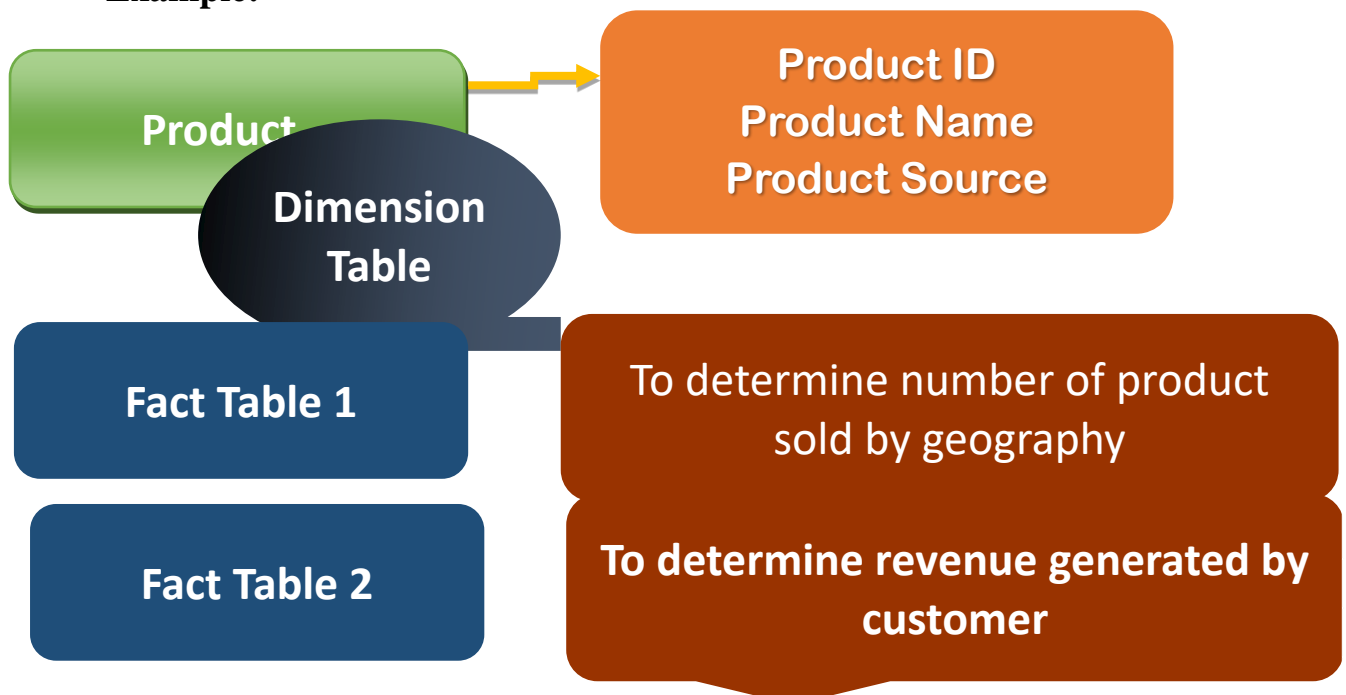 Example:
Product
Product ID
Product Name
Product Source
Dimension
Table
Fact Table 1
To determine number of product
sold by geography
Fact Table 2
To determine revenue generated by
customer